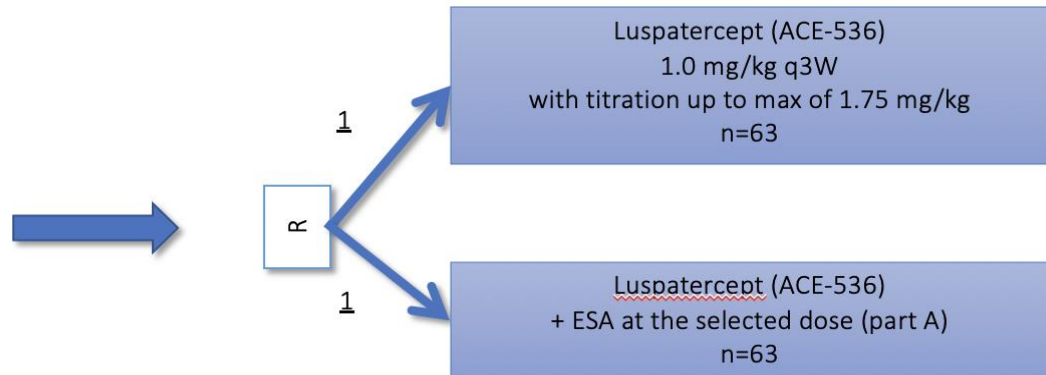 Luspatercept (ACE-536)
1.0 mg/kg q3W
with titration up to max of 1.75 mg/kg
n=63
1
R
1
Luspatercept (ACE-536)
+ ESA at the selected dose (part A)
n=63